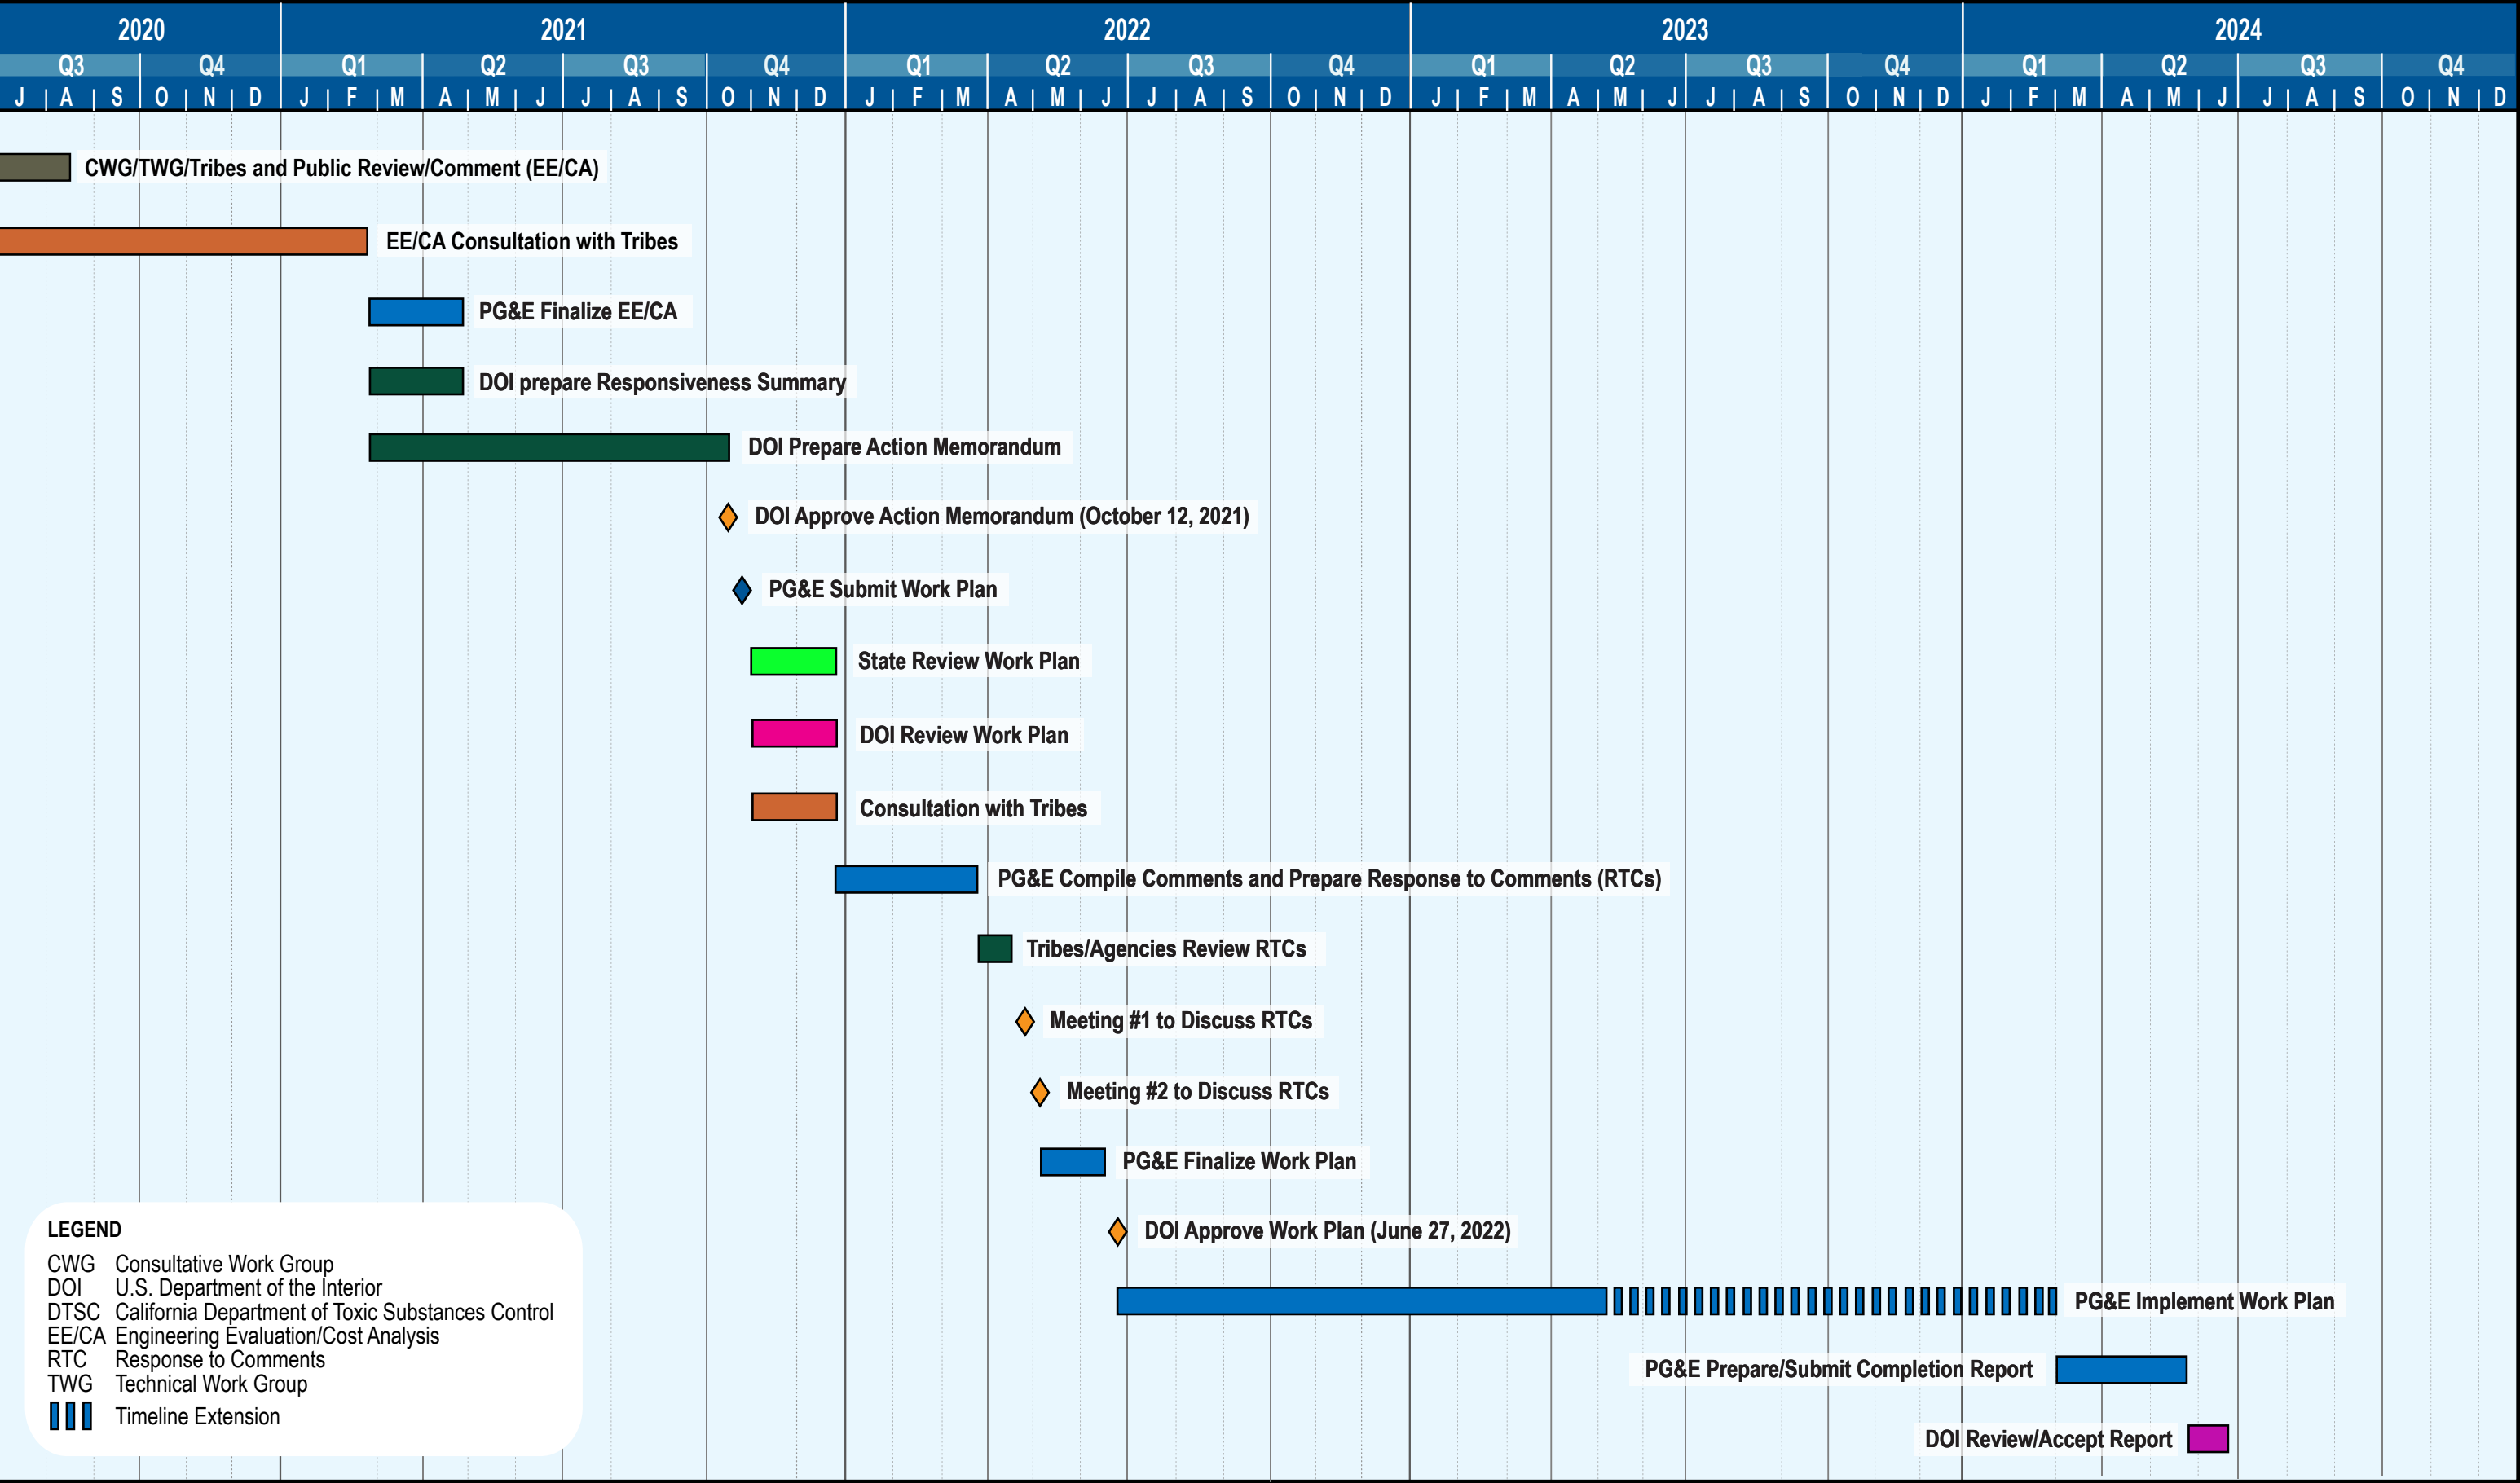 2020 2021 2022 2023 2024
Q3 Q4 Q1 Q2 Q3 Q4 Q1 Q2 Q3 Q4 Q1 Q2 Q3 Q4 Q1 Q2 Q3 Q4
J A S O N D J F M A M J J A S O N D J F M A M J J A S O N D J F M A M J J A S O N D J F M A M J J A S O N D
CWG/TWG/Tribes and Public Review/Comment (EE/CA)
EE/CA Consultation with Tribes
PG&E Finalize EE/CA
DOI prepare Responsiveness Summary
DOI Prepare Action Memorandum
DOI Approve Action Memorandum (October 12, 2021)
PG&E Submit Work Plan
State Review Work Plan
DOI Review Work Plan
Consultation with Tribes
PG&E Compile Comments and Prepare Response to Comments (RTCs)
Tribes/Agencies Review RTCs
Meeting #1 to Discuss RTCs
Meeting #2 to Discuss RTCs
PG&E Finalize Work Plan
DOI Approve Work Plan (June 27, 2022)
PG&E Implement Work Plan
PG&E Prepare/Submit Completion Report
DOI Review/Accept Report
LEGEND
CWG Consultative Work Group
DOI U.S. Department of the Interior
DTSC California Department of Toxic Substances Control
EE/CA Engineering Evaluation/Cost Analysis
RTC Response to Comments
TWG Technical Work Group
Timeline Extension